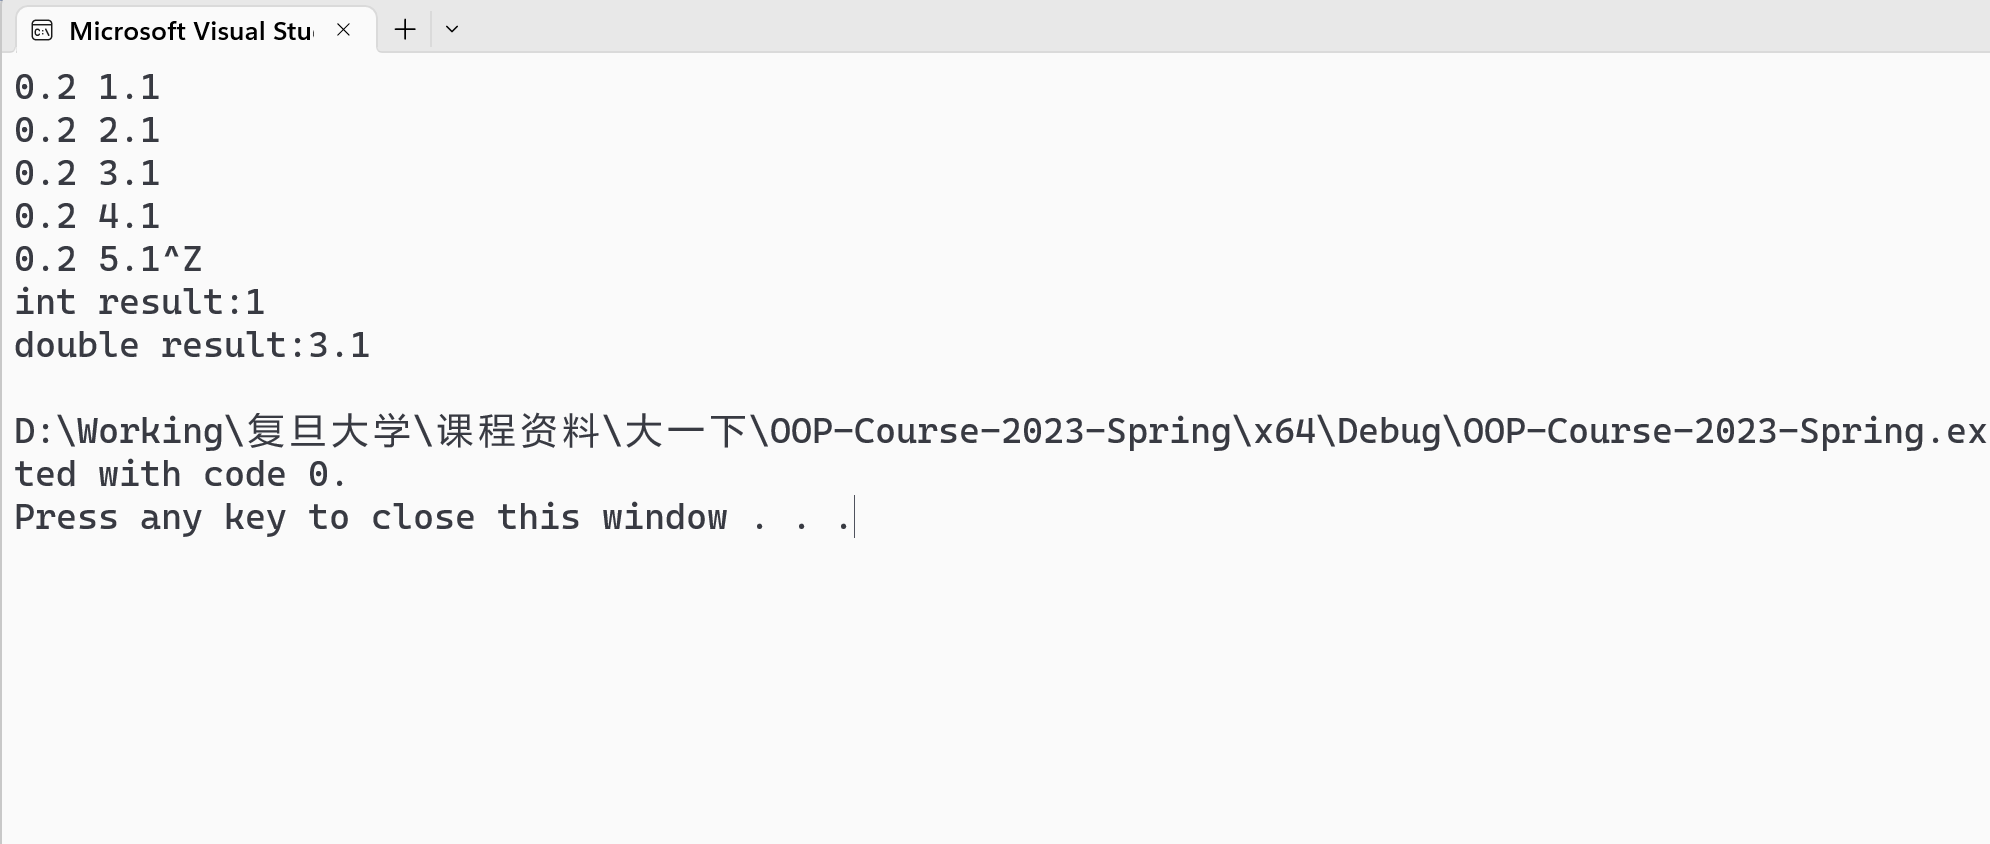 Microsoft Visual Stu
0.2 1.1
0.2 2.1
0.2 3.1
0.2 4.1
0.2 5.1^Z
int result:1
double result:3.1
D:\Working\复旦大学\课程资料\大一下\OOP-Course-2023-Spring\x64\Debug\OOP-Course-2023-Spring.ex
ted with code 0.
Press any key to close this window . . .